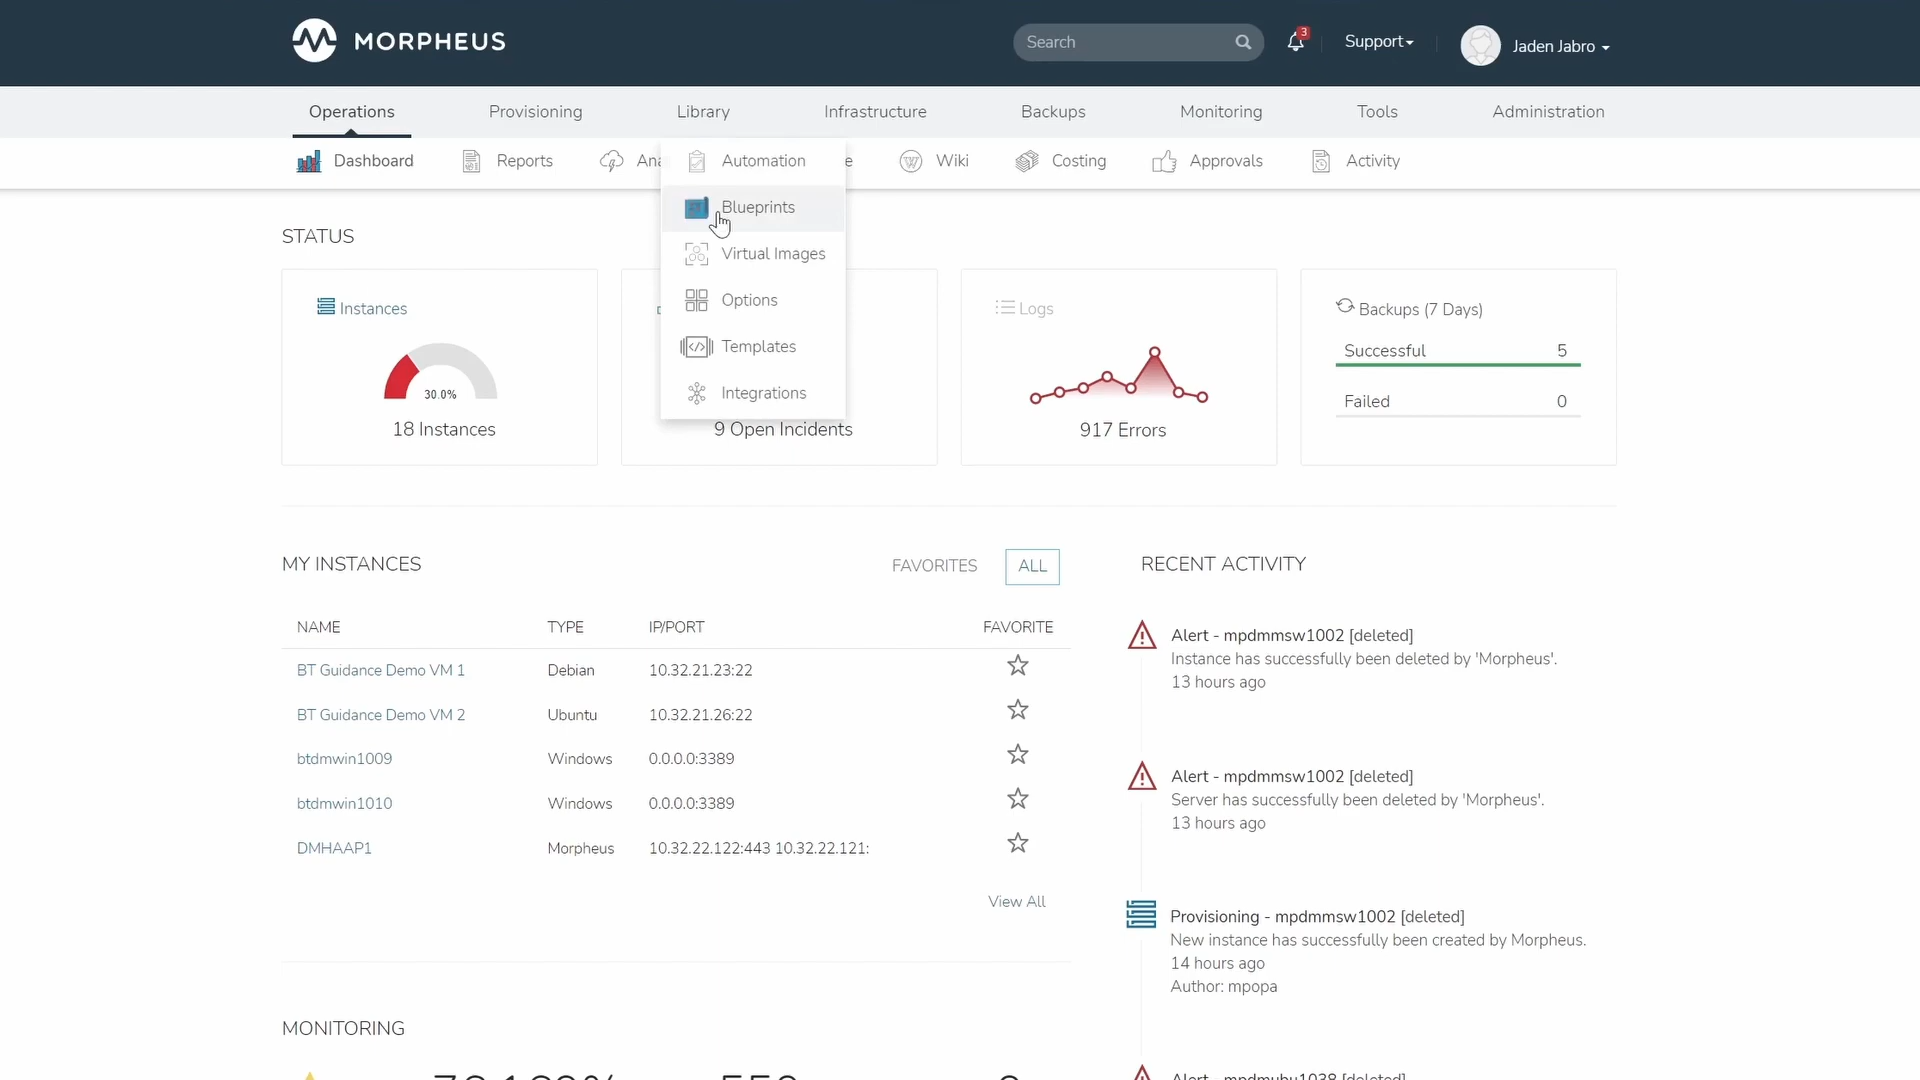 MORPHEUS
Search
3
Support
Jaden Jabro
Operations
Provisioning
Library
Infrastructure
Backups
Monitoring
Tools
Administration
Dashboard
Reports
Wiki
Costing
Approvals
Activity
Automation
Blueprints
Virtual Images
Options
Templates
Integrations
STATUS
Instances
30.0%
18 Instances
9 Open Incidents
Logs
917 Errors
Backups (7 Days)
Successful 5
Failed 0
MY INSTANCES
FAVORITES
ALL
NAME TYPE IP/PORT FAVORITE
BT Guidance Demo VM 1 Debian 10.32.21.23:22
BT Guidance Demo VM 2 Ubuntu 10.32.21.26:22
btdmwin1009 Windows 0.0.0.0:3389
btdmwin1010 Windows 0.0.0.0:3389
DMHAAP1 Morpheus 10.32.22.122:443 10.32.22.121:
View All
RECENT ACTIVITY
Alert - mpdmmsw1002 [deleted]
Instance has successfully been deleted by 'Morpheus'.
13 hours ago
Alert - mpdmmsw1002 [deleted]
Server has successfully been deleted by 'Morpheus'.
13 hours ago
Provisioning - mpdmmsw1002 [deleted]
New instance has successfully been created by Morpheus.
14 hours ago
Author: mpopa
MONITORING